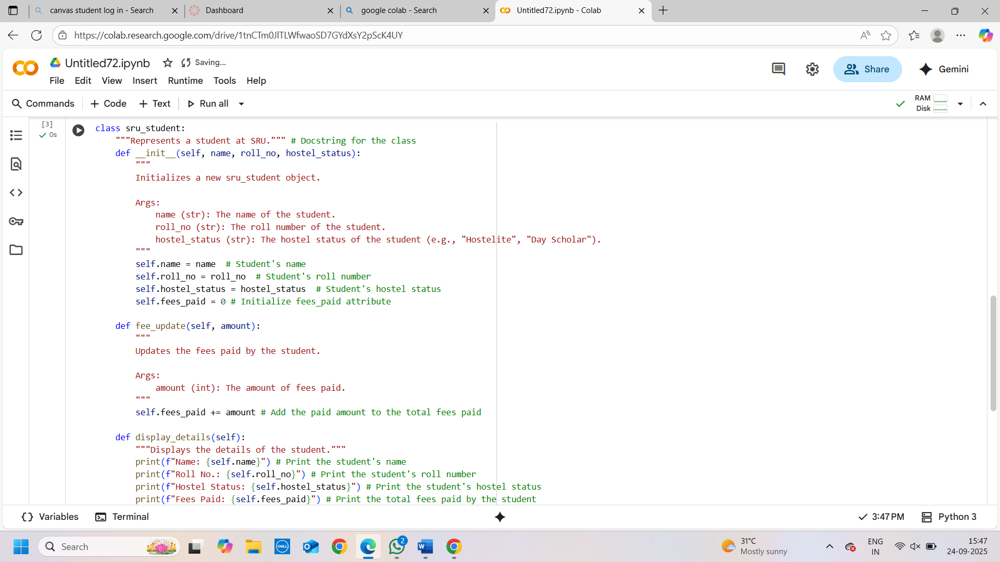 canvas student log in - Search
Dashboard
google colab - Search
Untitled72.ipynb - Colab
https://colab.research.google.com/drive/1tnCTm0JlTLWfwaoSD7GYdXsY2pScK4UY
Untitled72.ipynb
Saving...
File Edit View Insert Runtime Tools Help
Share
Gemini
Commands + Code + Text Run all
RAM
Disk
[3]
0s
class sru_student:
    """Represents a student at SRU.""" # Docstring for the class
    def __init__(self, name, roll_no, hostel_status):
        """
        Initializes a new sru_student object.

        Args:
            name (str): The name of the student.
            roll_no (str): The roll number of the student.
            hostel_status (str): The hostel status of the student (e.g., "Hostelite", "Day Scholar").
        """
        self.name = name  # Student's name
        self.roll_no = roll_no  # Student's roll number
        self.hostel_status = hostel_status  # Student's hostel status
        self.fees_paid = 0 # Initialize fees_paid attribute

    def fee_update(self, amount):
        """
        Updates the fees paid by the student.

        Args:
            amount (int): The amount of fees paid.
        """
        self.fees_paid += amount # Add the paid amount to the total fees paid

    def display_details(self):
        """Displays the details of the student."""
        print(f"Name: {self.name}") # Print the student's name
        print(f"Roll No.: {self.roll_no}") # Print the student's roll number
        print(f"Hostel Status: {self.hostel_status}") # Print the student's hostel status
        print(f"Fees Paid: {self.fees_paid}") # Print the total fees paid by the student
Variables
Terminal
3:47 PM
Python 3
Search
DELL
2
31°C
Mostly sunny
ENG
IN
15:47
24-09-2025